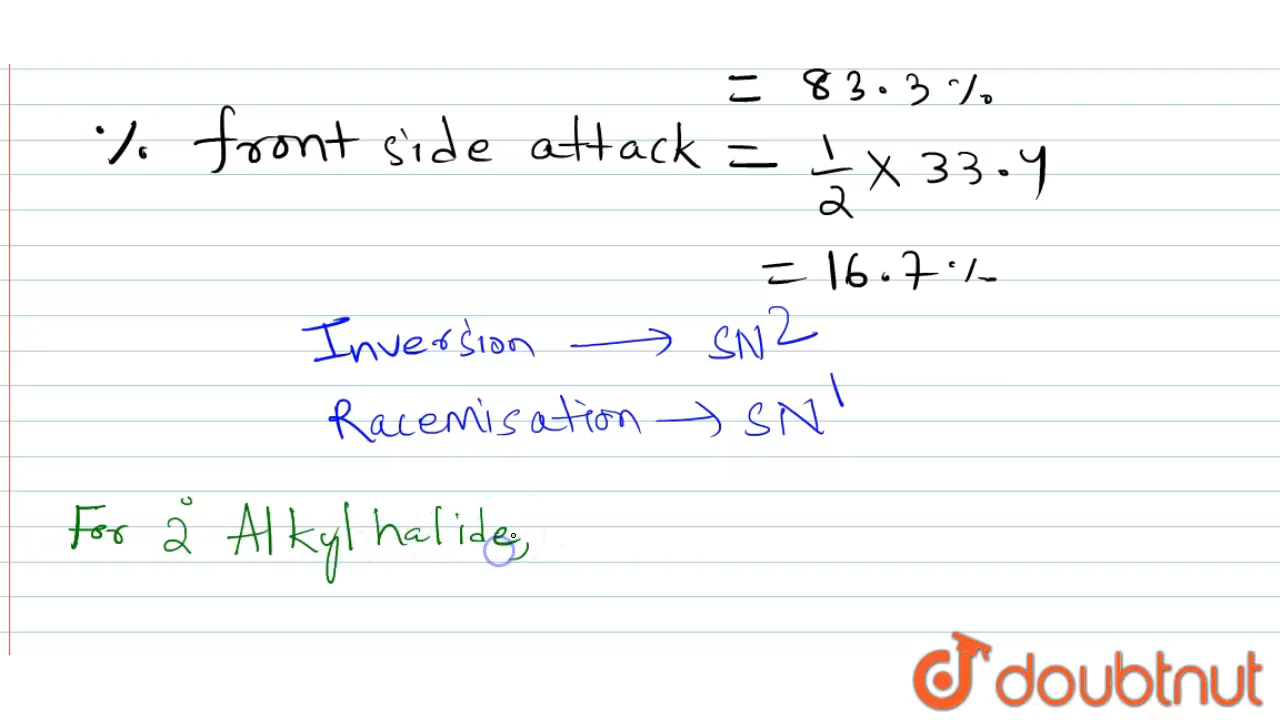 = 83.3%
% front side attack = 1/2 × 33.4
= 16.7%
Inversion → SN2
Racemisation → SN1
For 2° Alkyl halide,
doubtnut